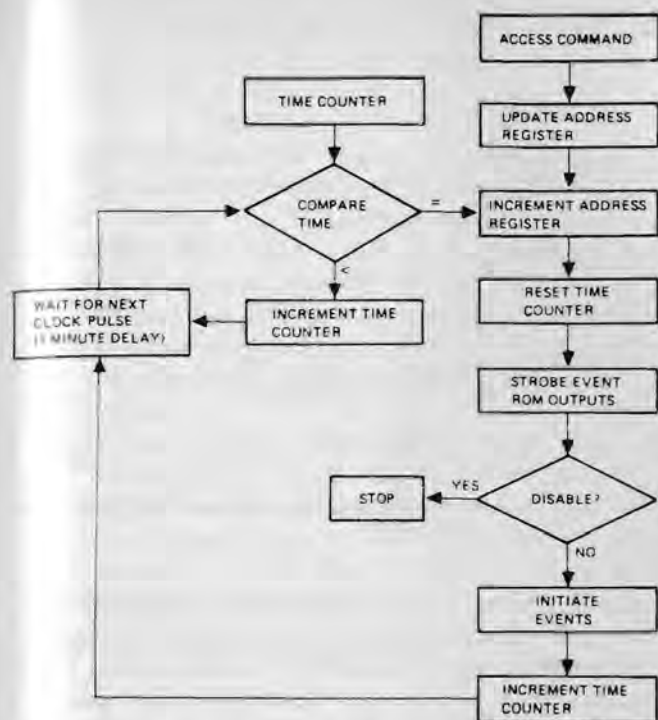 ACCESS COMMAND
TIME COUNTER
UPDATE ADDRESS
REGISTER
COMPARE
TIME
=
INCREMENT ADDRESS
REGISTER
<
WAIT FOR NEXT
CLOCK PULSE
(1 MINUTE DELAY)
INCREMENT TIME
COUNTER
RESET TIME
COUNTER
STROBE EVENT
ROM OUTPUTS
STOP
YES
DISABLE?
NO
INITIATE
EVENTS
INCREMENT TIME
COUNTER